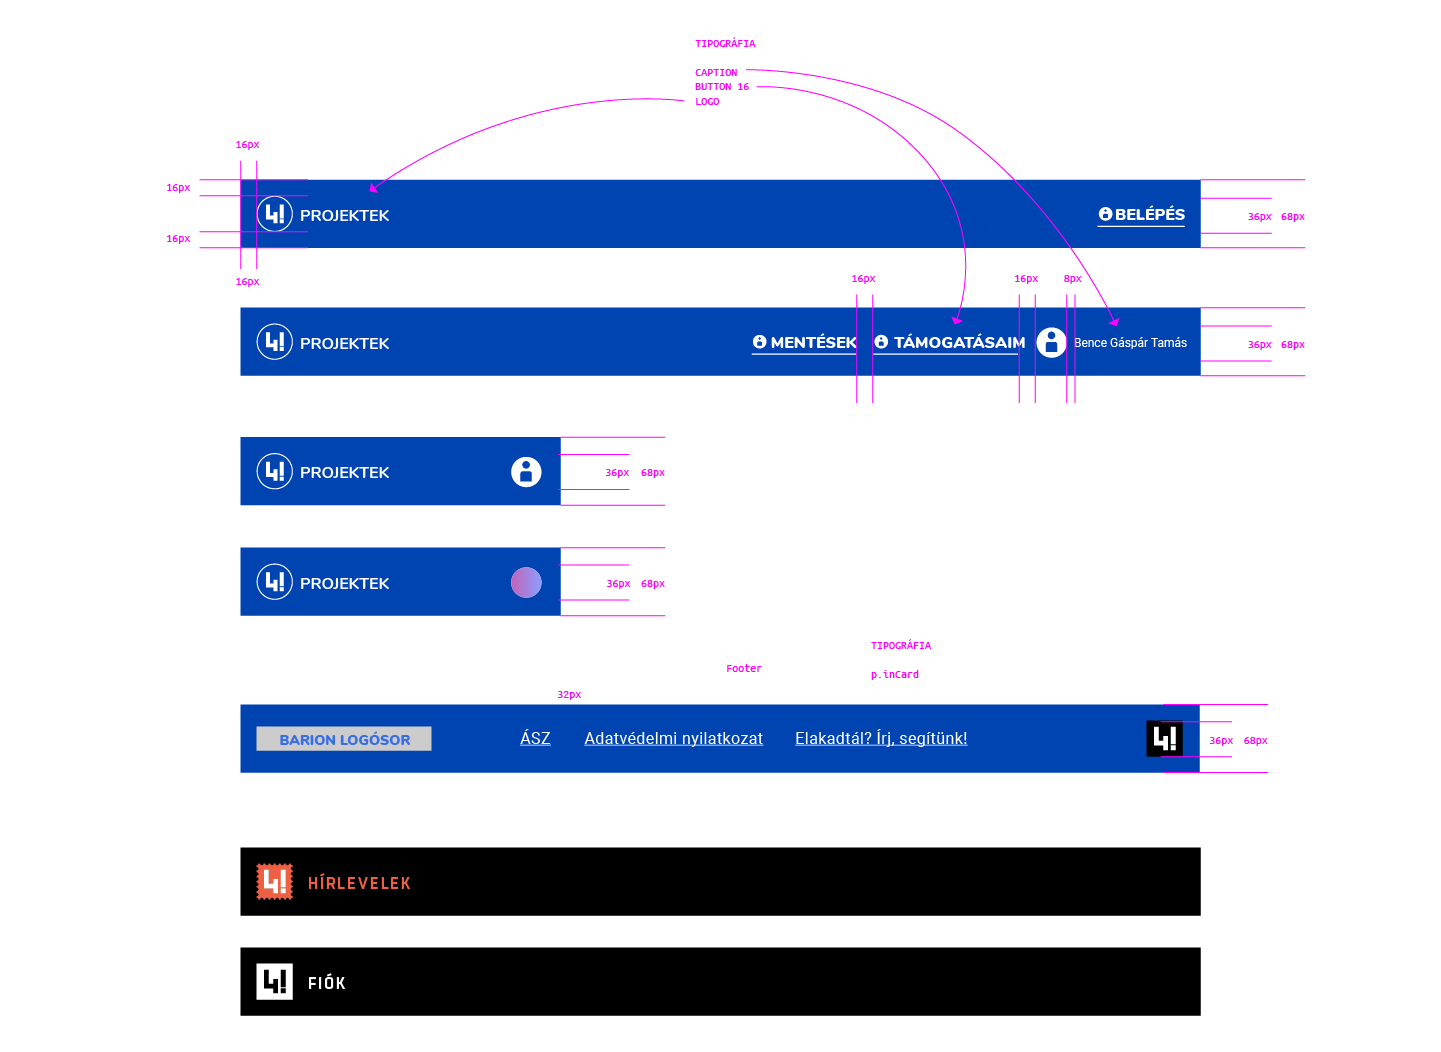 TIPOGRÁFIA
CAPTION
BUTTON 16
LOGO
16px
16px
16px
16px
4! PROJEKTEK
BELÉPÉS
36px 68px
16px
16px
8px
4! PROJEKTEK
MENTÉSEK
TÁMOGATÁSAIM
Bence Gáspár Tamás
36px 68px
4! PROJEKTEK
36px 68px
4! PROJEKTEK
36px 68px
TIPOGRÁFIA
Footer
p.inCard
32px
BARION LOGÓSOR
ÁSZ
Adatvédelmi nyilatkozat
Elakadtál? Írj, segítünk!
4!
36px 68px
4! HÍRLEVELEK
4! FIÓK